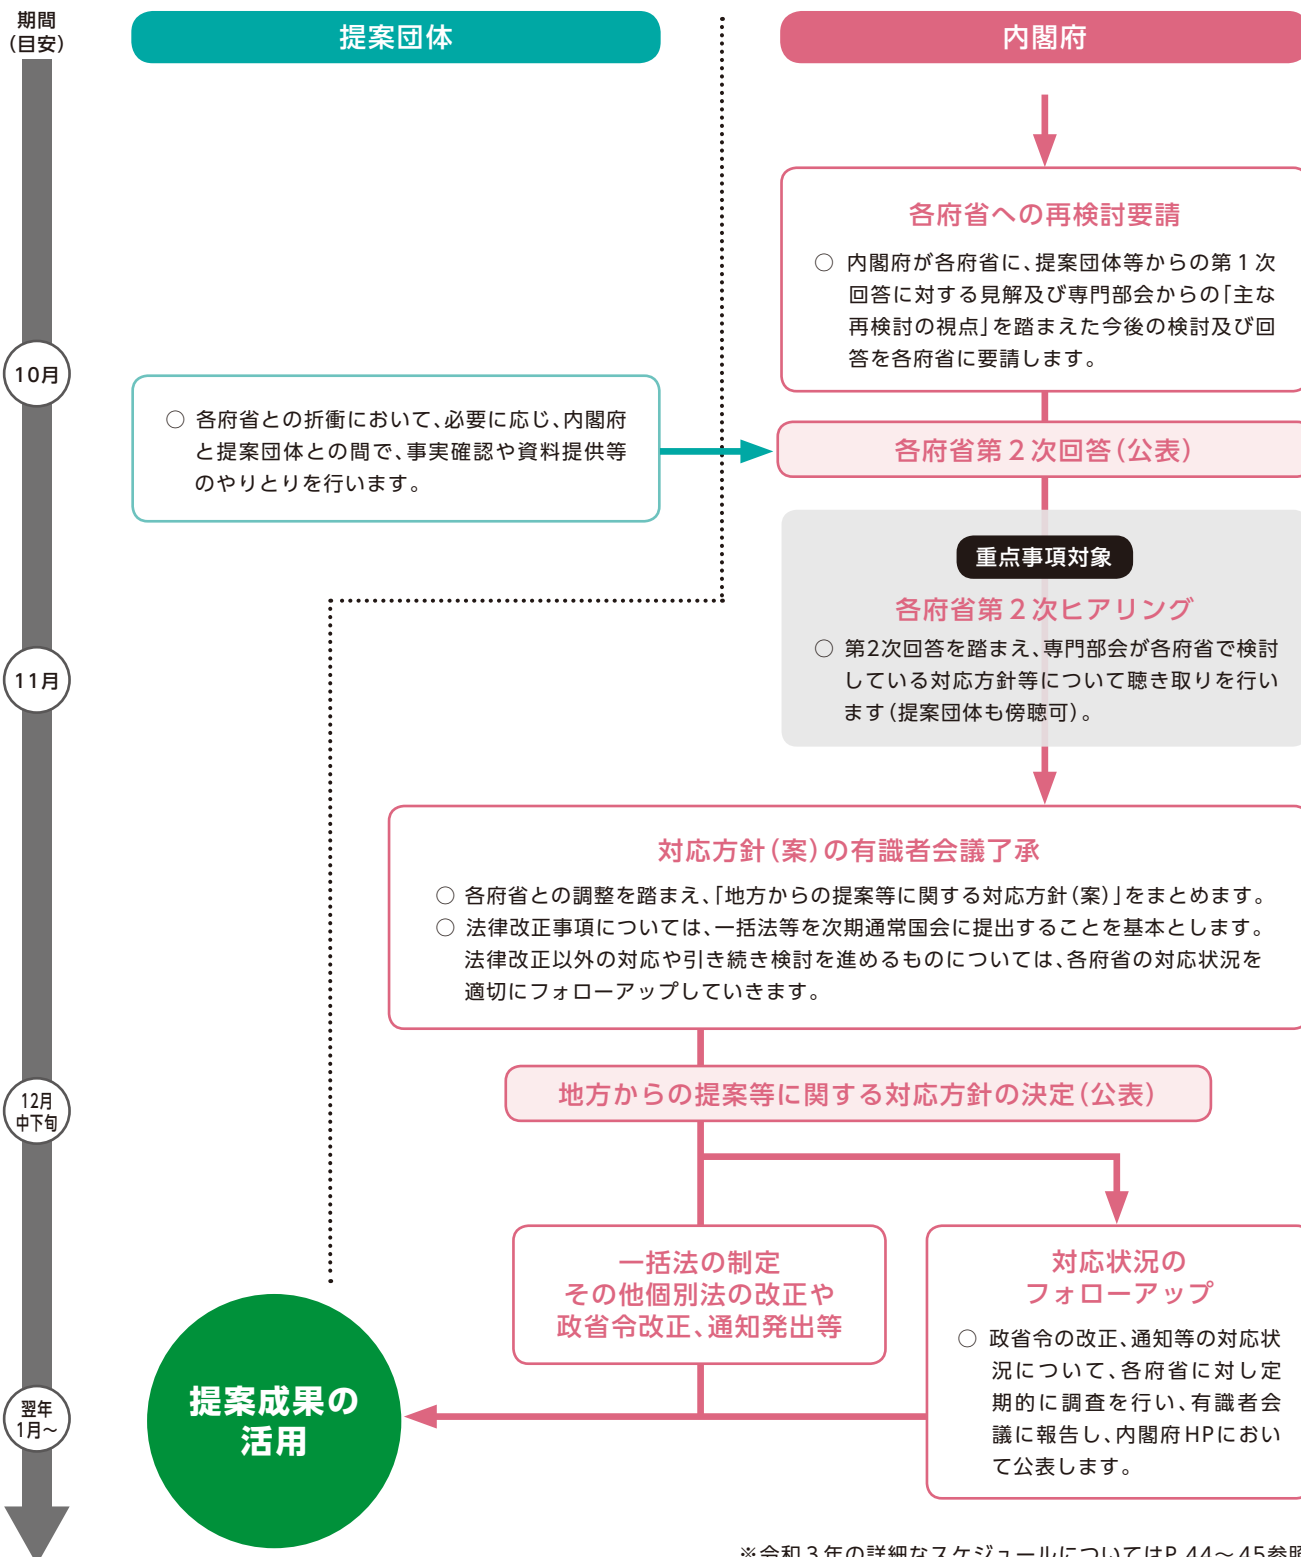 期間
（目安）
提案団体
内閣府
各府省への再検討要請
○ 内閣府が各府省に、提案団体等からの第１次
回答に対する見解及び専門部会からの「主な
再検討の視点」を踏まえた今後の検討及び回
答を各府省に要請します。
10月
○ 各府省との折衝において、必要に応じ、内閣府
と提案団体との間で、事実確認や資料提供等
のやりとりを行います。
各府省第２次回答（公表）
重点事項対象
各府省第２次ヒアリング
○ 第2次回答を踏まえ、専門部会が各府省で検討
している対応方針等について聴き取りを行い
ます（提案団体も傍聴可）。
11月
対応方針（案）の有識者会議了承
○ 各府省との調整を踏まえ、「地方からの提案等に関する対応方針（案）」をまとめます。
○ 法律改正事項については、一括法等を次期通常国会に提出することを基本とします。
法律改正以外の対応や引き続き検討を進めるものについては、各府省の対応状況を
適切にフォローアップしていきます。
12月
中下旬
地方からの提案等に関する対応方針の決定（公表）
一括法の制定
その他個別法の改正や
政省令改正、通知発出等
対応状況の
フォローアップ
○ 政省令の改正、通知等の対応状
況について、各府省に対し定
期的に調査を行い、有識者会
議に報告し、内閣府HPにおい
て公表します。
提案成果の
活用
翌年
1月～
※令和３年の詳細なスケジュールについてはP.44～45参照